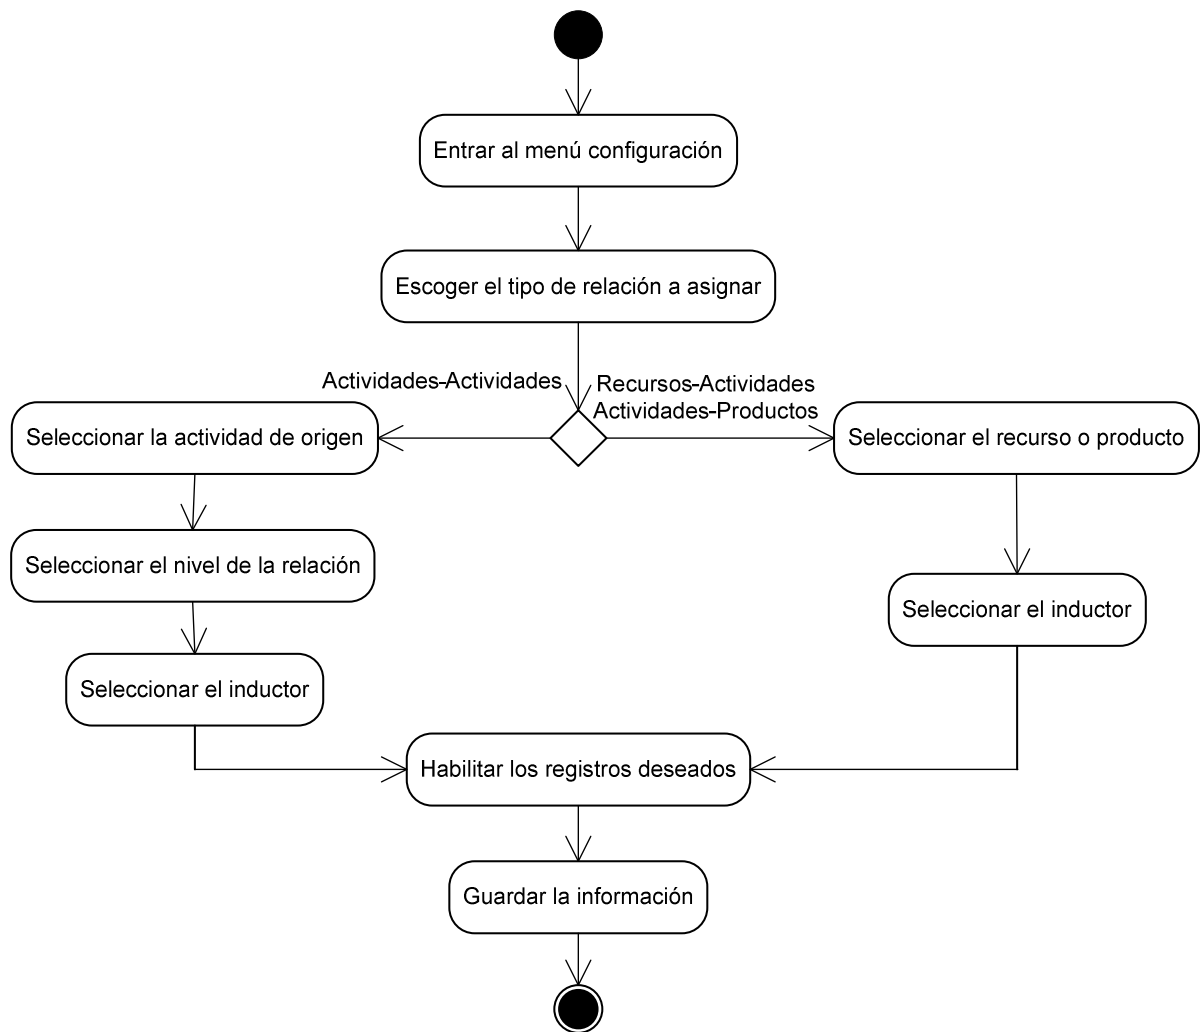 Entrar al menú configuración
Escoger el tipo de relación a asignar
Actividades-Actividades
Recursos-Actividades
Actividades-Productos
Seleccionar la actividad de origen
Seleccionar el recurso o producto
Seleccionar el nivel de la relación
Seleccionar el inductor
Seleccionar el inductor
Habilitar los registros deseados
Guardar la información